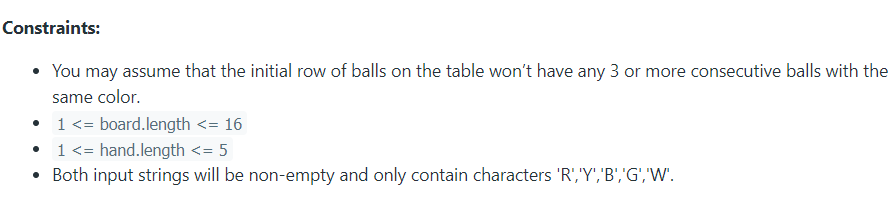 Constraints:
• You may assume that the initial row of balls on the table won’t have any 3 or more consecutive balls with the
same color.
• 1 <= board.length <= 16
• 1 <= hand.length <= 5
• Both input strings will be non-empty and only contain characters 'R','Y','B','G','W'.